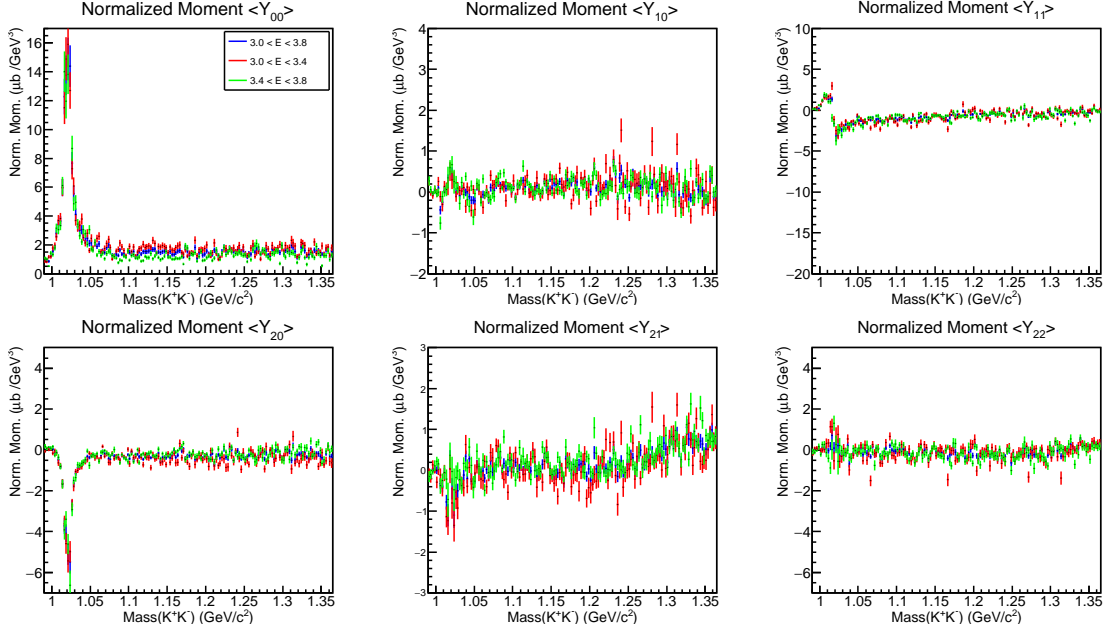 Normalized Moment <Y00>
Norm. Mom. (μb /GeV³)
16
14
12
10
8
6
4
2
0
3.0 < E < 3.8
3.0 < E < 3.4
3.4 < E < 3.8
1 1.05 1.1 1.15 1.2 1.25 1.3 1.35
Mass(K⁺K⁻) (GeV/c²)
Normalized Moment <Y10>
Norm. Mom. (μb /GeV³)
4
3
2
1
0
−1
−2
1 1.05 1.1 1.15 1.2 1.25 1.3 1.35
Mass(K⁺K⁻) (GeV/c²)
Normalized Moment <Y11>
Norm. Mom. (μb /GeV³)
10
5
0
−5
−10
−15
−20
1 1.05 1.1 1.15 1.2 1.25 1.3 1.35
Mass(K⁺K⁻) (GeV/c²)
Normalized Moment <Y20>
Norm. Mom. (μb /GeV³)
4
2
0
−2
−4
−6
1 1.05 1.1 1.15 1.2 1.25 1.3 1.35
Mass(K⁺K⁻) (GeV/c²)
Normalized Moment <Y21>
Norm. Mom. (μb /GeV³)
3
2
1
0
−1
−2
−3
1 1.05 1.1 1.15 1.2 1.25 1.3 1.35
Mass(K⁺K⁻) (GeV/c²)
Normalized Moment <Y22>
Norm. Mom. (μb /GeV³)
4
2
0
−2
−4
−6
1 1.05 1.1 1.15 1.2 1.25 1.3 1.35
Mass(K⁺K⁻) (GeV/c²)